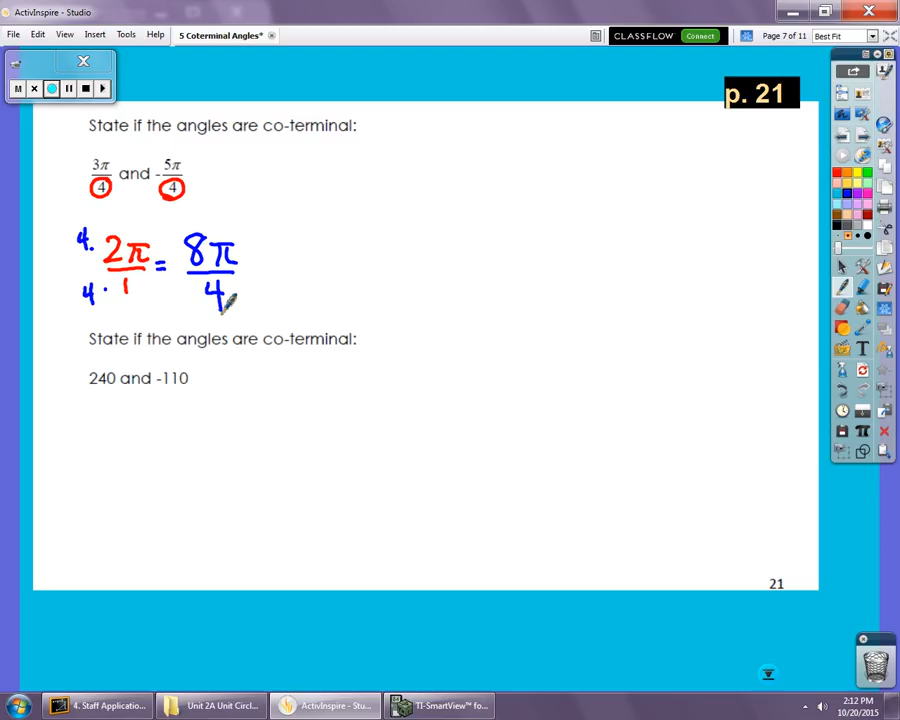 ActivInspire - Studio
File Edit View Insert Tools Help
5 Coterminal Angles*
CLASSFLOW Connect
Page 7 of 11
Best Fit
M
p. 21
State if the angles are co-terminal:
3π/4 and -5π/4
4· 2π/4· 1 = 8π/4
State if the angles are co-terminal:
240 and -110
21
4. Staff Applicatio...
Unit 2A Unit Circl...
ActivInspire - Stu...
TI-SmartView™ fo...
2:12 PM
10/20/2015